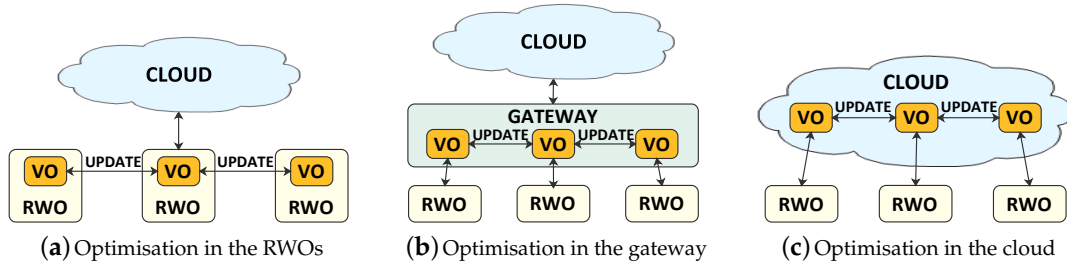 CLOUD
UPDATE UPDATE
VO VO VO
RWO RWO RWO
(a) Optimisation in the RWOs
CLOUD
GATEWAY
UPDATE UPDATE
VO VO VO
RWO RWO RWO
(b) Optimisation in the gateway
CLOUD
UPDATE UPDATE
VO VO VO
RWO RWO RWO
(c) Optimisation in the cloud